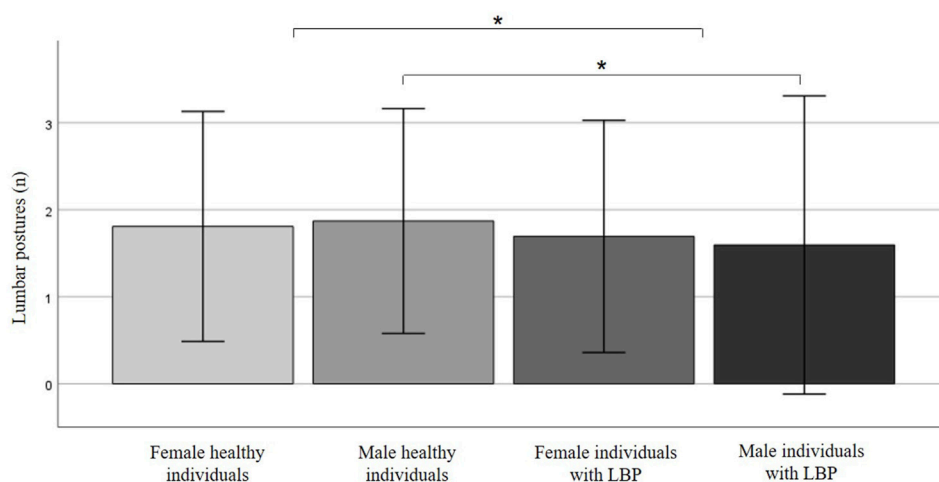 *
*
Lumbar postures (n)
3
2
1
0
Female healthy
individuals
Male healthy
individuals
Female individuals
with LBP
Male individuals
with LBP